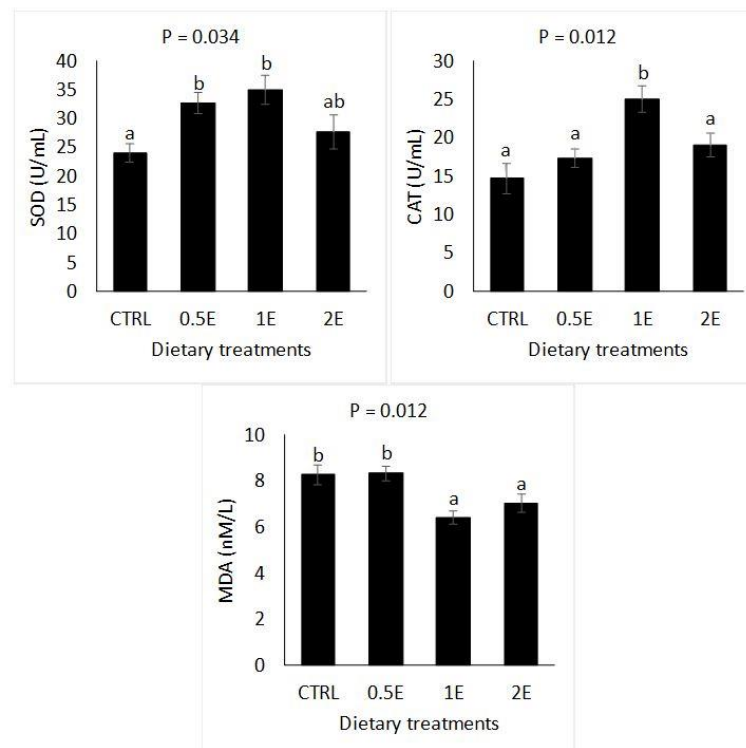 P = 0.034
SOD (U/mL)
40
35
30
25
20
15
10
5
0
a
b
b
ab
CTRL 0.5E 1E 2E
Dietary treatments
P = 0.012
CAT (U/mL)
30
25
20
15
10
5
0
a
a
b
a
CTRL 0.5E 1E 2E
Dietary treatments
P = 0.012
MDA (nM/L)
10
8
6
4
2
0
b
b
a
a
CTRL 0.5E 1E 2E
Dietary treatments